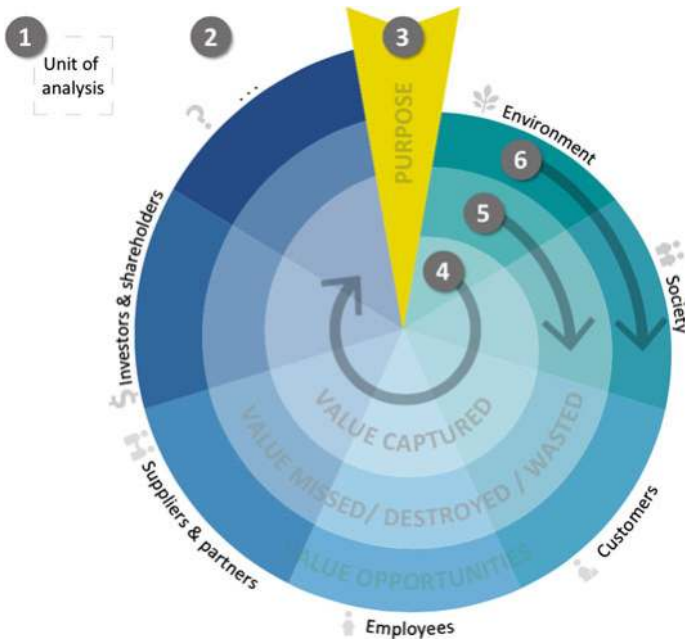 1
Unit of
analysis
2
...
3
PURPOSE
Environment
6
5
4
Society
Investors & shareholders
VALUE CAPTURED
VALUE MISSED/ DESTROYED / WASTED
VALUE OPPORTUNITIES
Suppliers & partners
Customers
Employees